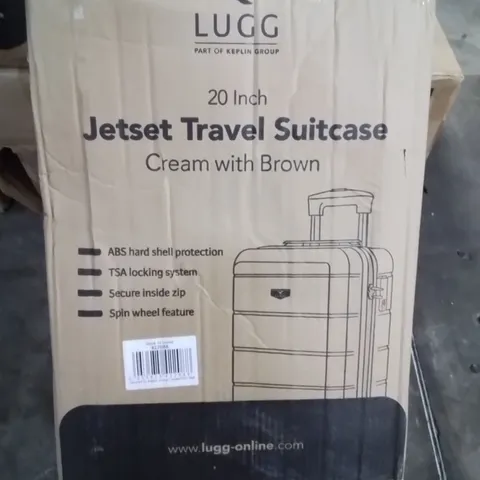 LUGG
PART OF KEPLIN GROUP
20 Inch
Jetset Travel Suitcase
Cream with Brown
ABS hard shell protection
TSA locking system
Secure inside zip
Spin wheel feature
www.lugg-online.com